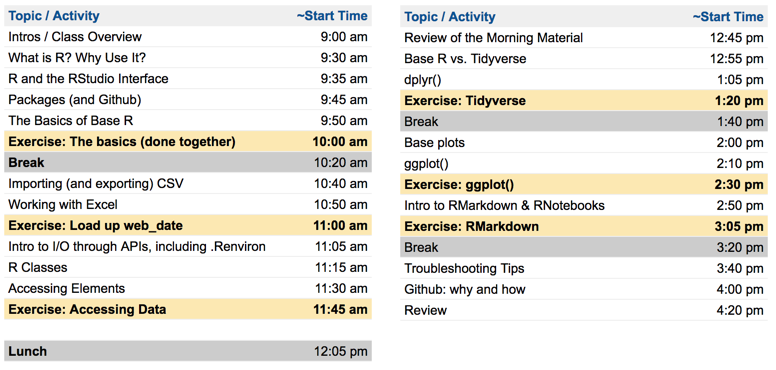 Topic / Activity ~Start Time
Intros / Class Overview 9:00 am
What is R? Why Use It? 9:30 am
R and the RStudio Interface 9:35 am
Packages (and Github) 9:45 am
The Basics of Base R 9:50 am
Exercise: The basics (done together) 10:00 am
Break 10:20 am
Importing (and exporting) CSV 10:40 am
Working with Excel 10:50 am
Exercise: Load up web_date 11:00 am
Intro to I/O through APIs, including .Renviron 11:05 am
R Classes 11:15 am
Accessing Elements 11:30 am
Exercise: Accessing Data 11:45 am
Lunch 12:05 pm
Topic / Activity ~Start Time
Review of the Morning Material 12:45 pm
Base R vs. Tidyverse 12:55 pm
dplyr() 1:05 pm
Exercise: Tidyverse 1:20 pm
Break 1:40 pm
Base plots 2:00 pm
ggplot() 2:10 pm
Exercise: ggplot() 2:30 pm
Intro to RMarkdown & RNotebooks 2:50 pm
Exercise: RMarkdown 3:05 pm
Break 3:20 pm
Troubleshooting Tips 3:40 pm
Github: why and how 4:00 pm
Review 4:20 pm